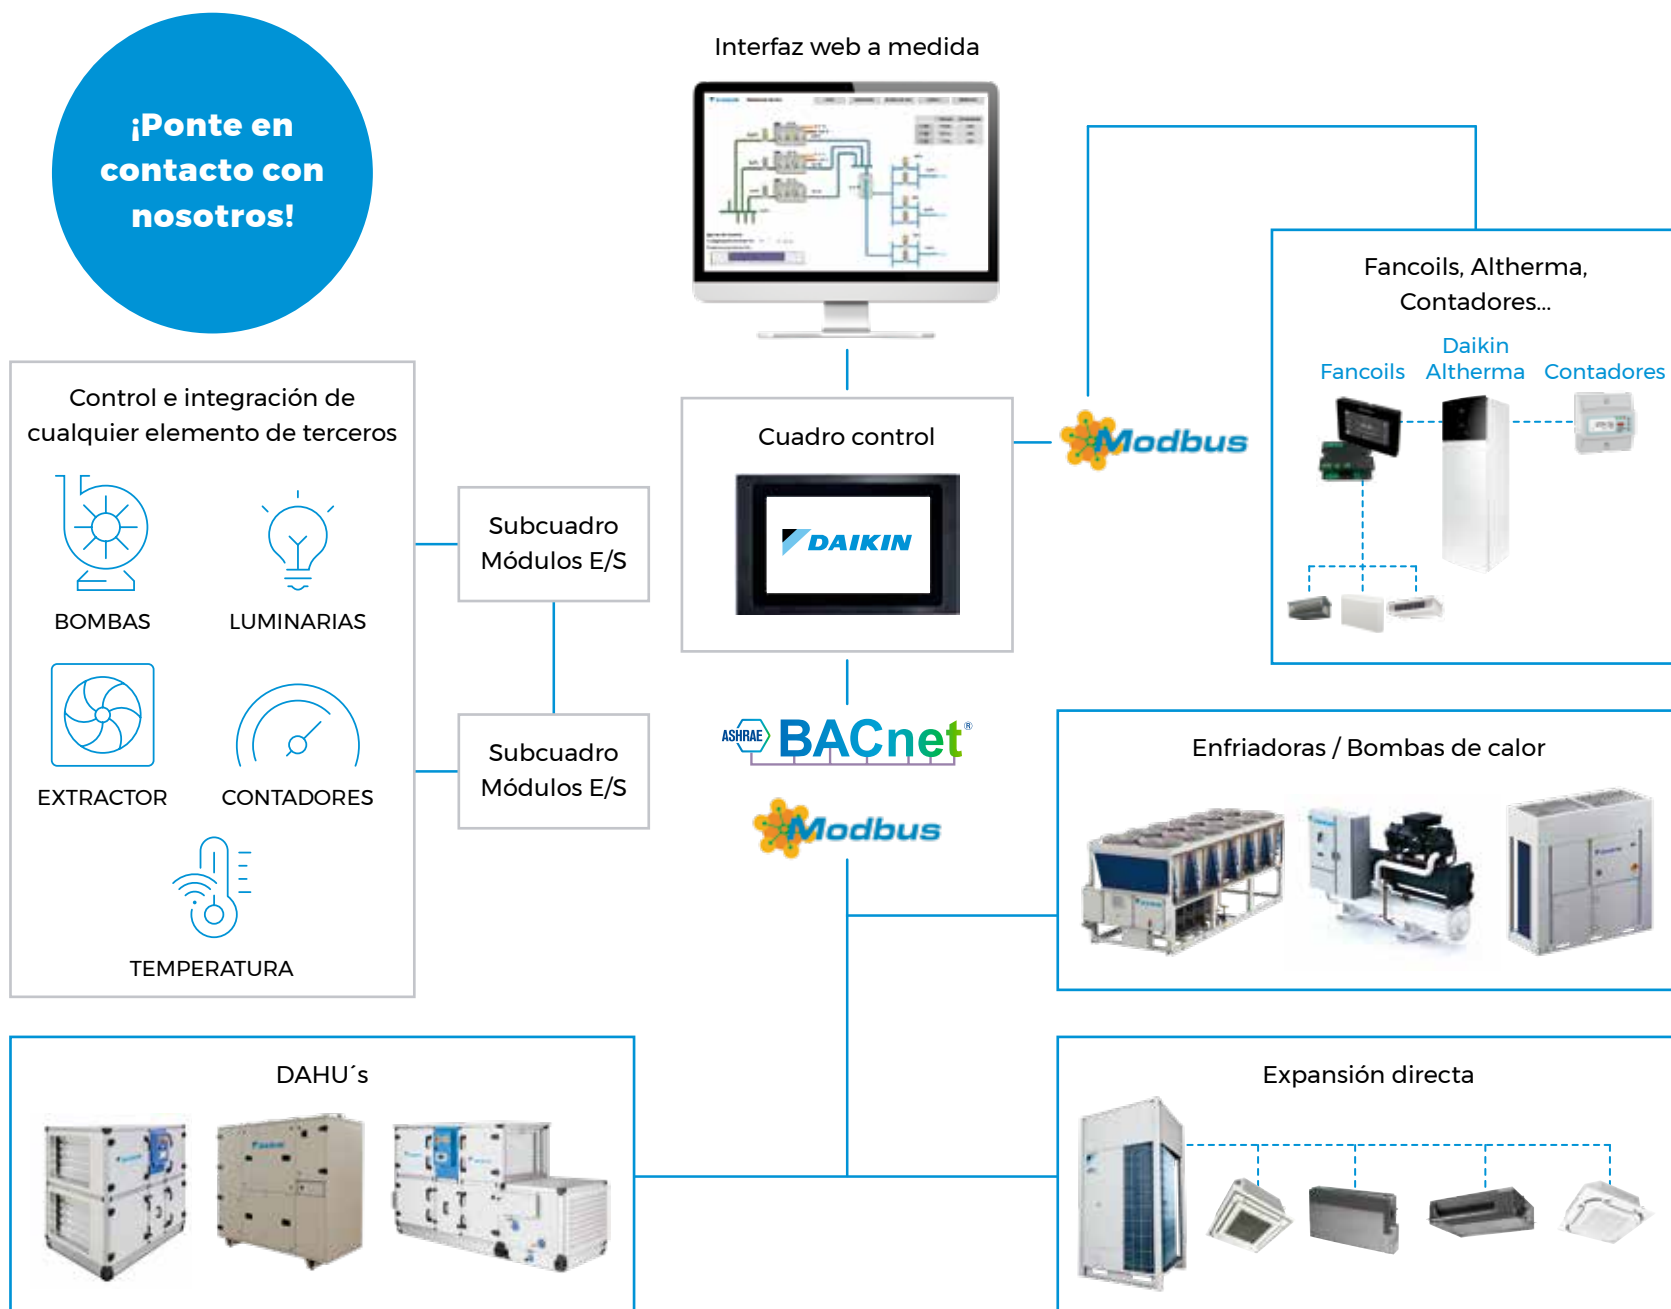 ¡Ponte en
contacto con
nosotros!
Interfaz web a medida
Fancoils, Altherma,
Contadores...
Fancoils
Daikin
Altherma
Contadores
Control e integración de
cualquier elemento de terceros
BOMBAS
LUMINARIAS
EXTRACTOR
CONTADORES
TEMPERATURA
Subcuadro
Módulos E/S
Subcuadro
Módulos E/S
Cuadro control
DAIKIN
Modbus
ASHRAE BACnet®
Modbus
Enfriadoras / Bombas de calor
DAHU´s
Expansión directa